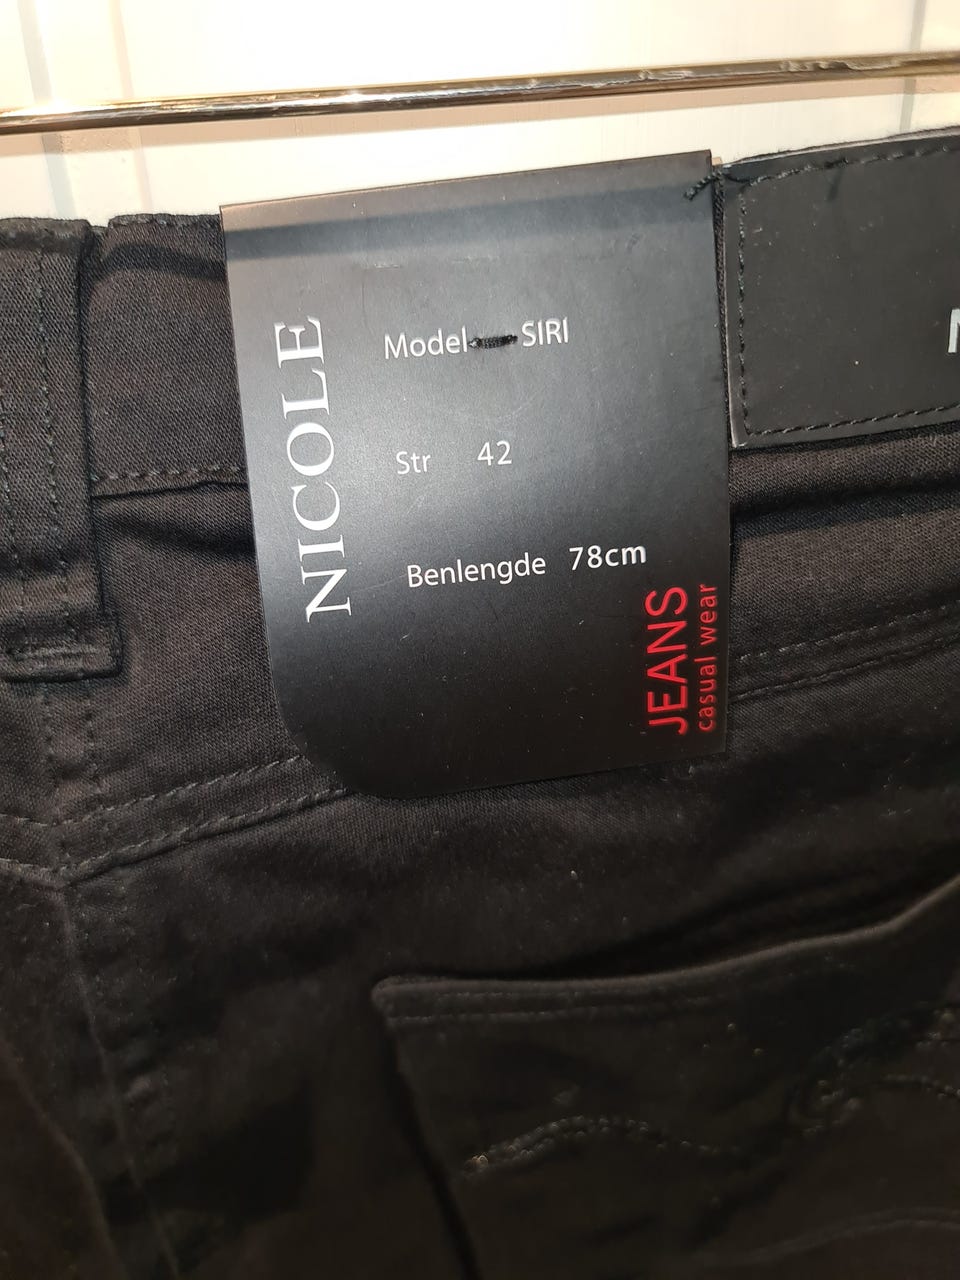 NICOLE
Model SIRI
Str 42
Benlengde 78cm
JEANS
casual wear